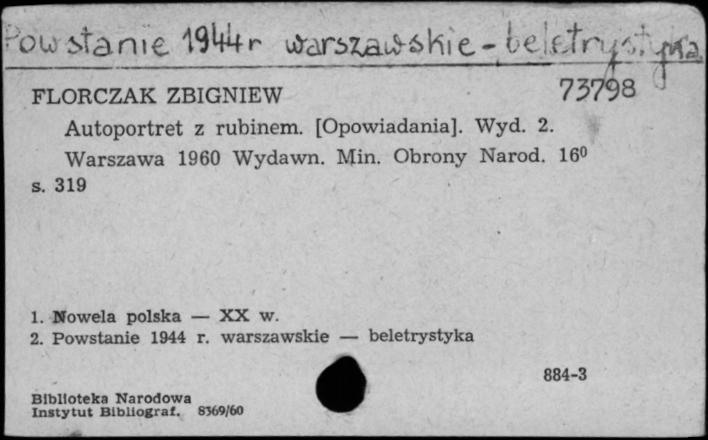 Powstanie 1944 r warszawskie - beletrystyka
73798
FLORCZAK ZBIGNIEW
Autoportret z rubinem. [Opowiadania]. Wyd. 2.
Warszawa 1960 Wydawn. Min. Obrony Narod. 16⁰
s. 319
1. Nowela polska — XX w.
2. Powstanie 1944 r. warszawskie — beletrystyka
884-3
Biblioteka Narodowa
Instytut Bibliograf. 8369/60